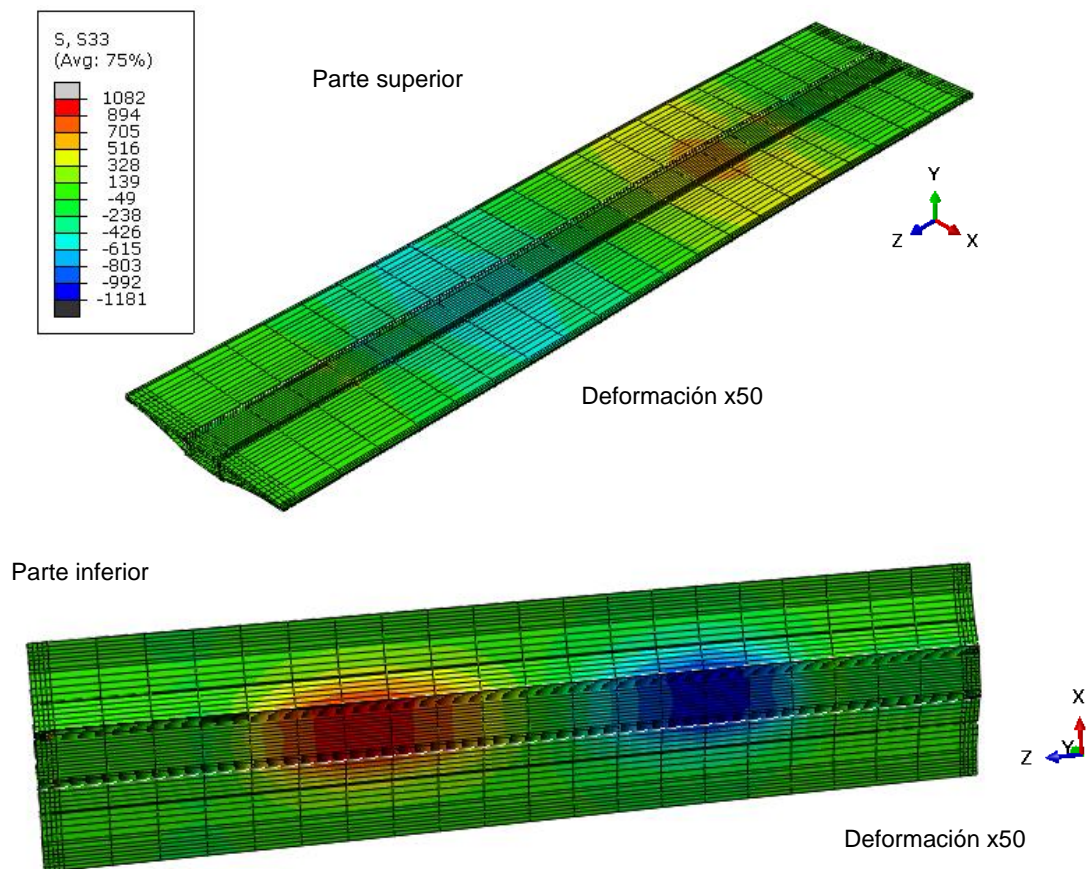 S, S33
(Avg: 75%)
1082
894
705
516
328
139
-49
-238
-426
-615
-803
-992
-1181
Parte superior
Y
Z
X
Deformación x50
Parte inferior
X
Z
Y
Deformación x50